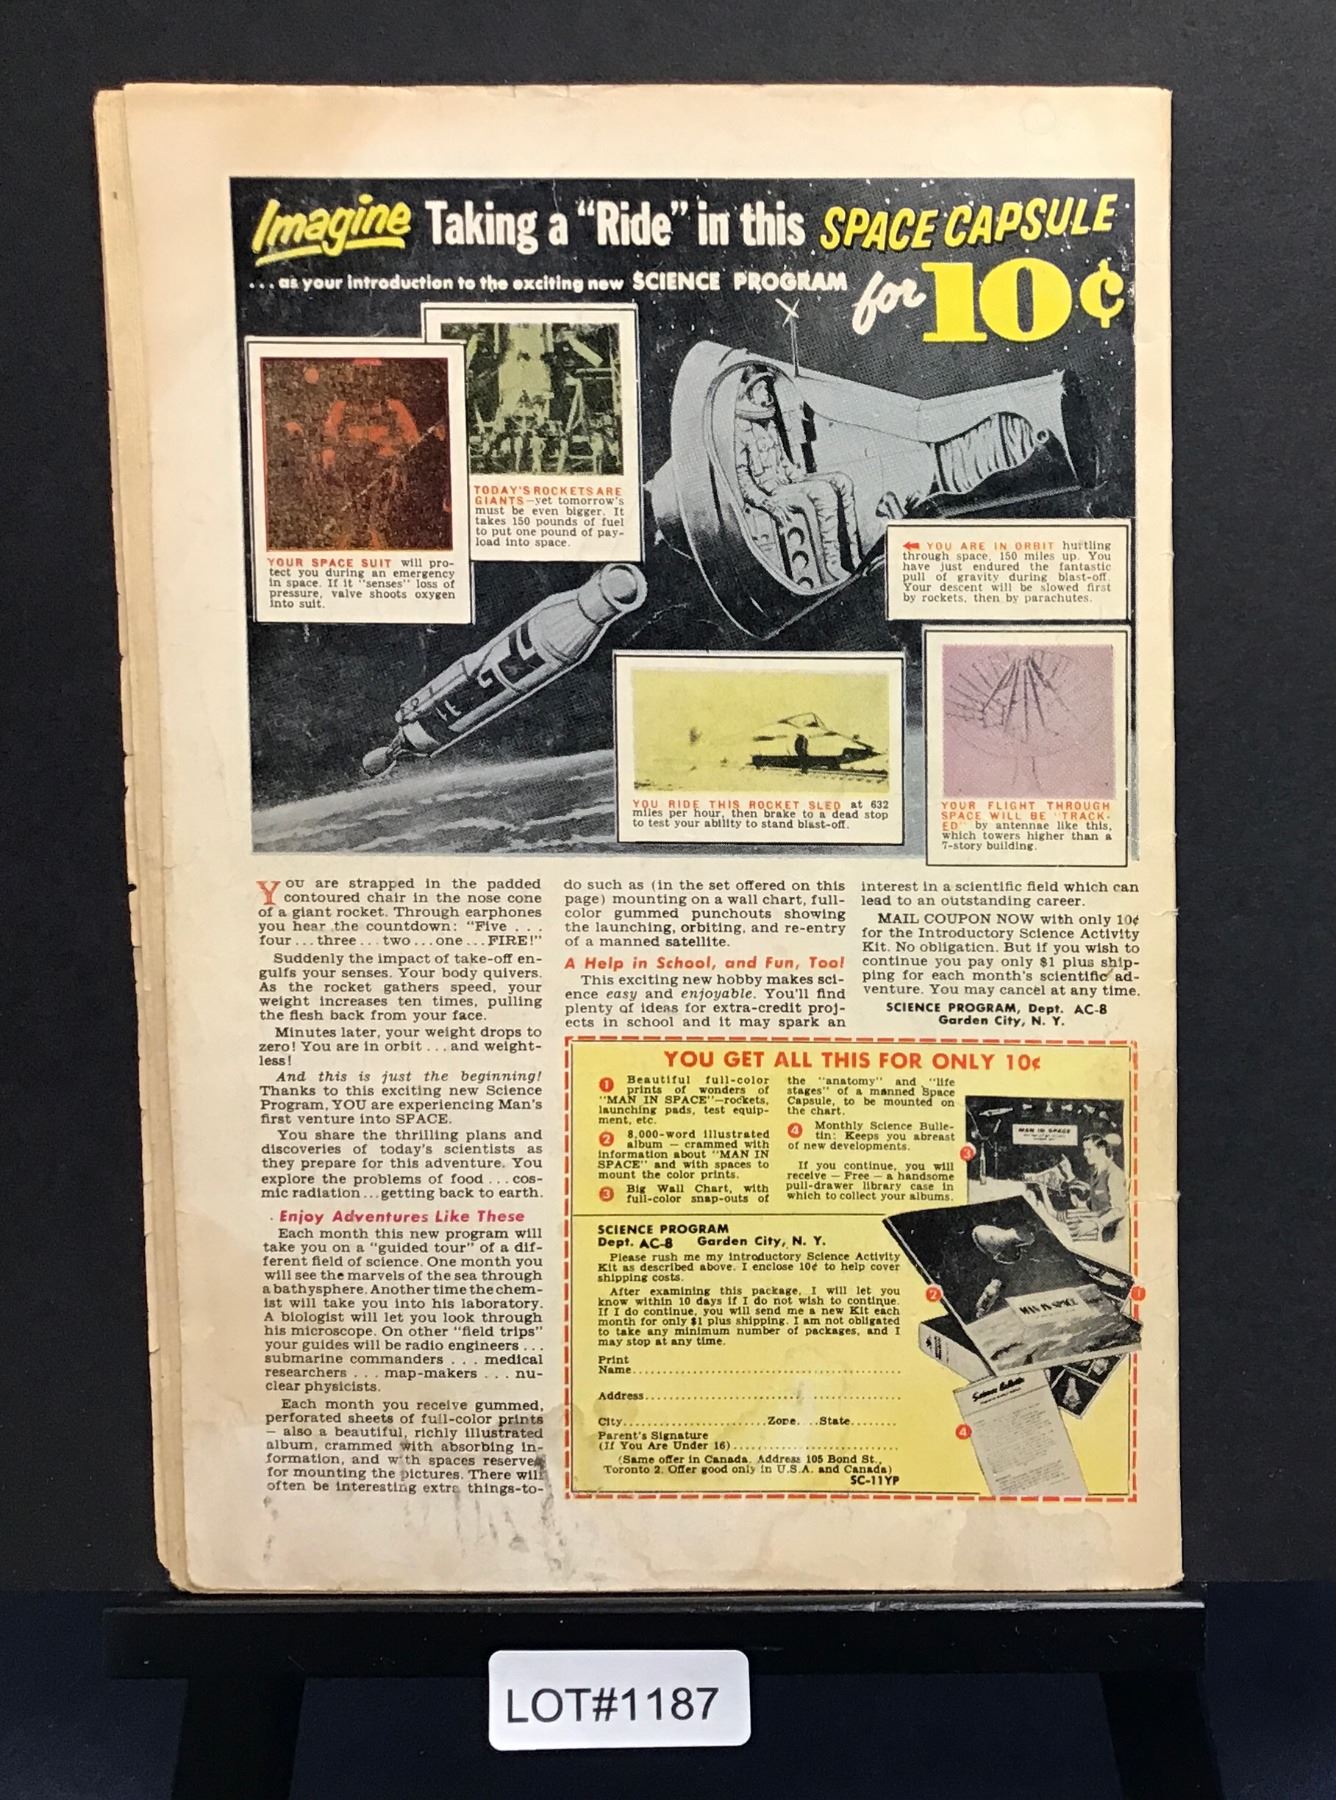 Imagine Taking a "Ride" in this SPACE CAPSULE
...as your introduction to the exciting new SCIENCE PROGRAM for 10¢
TODAY'S ROCKETS ARE
GIANTS—yet tomorrow's
must be even bigger. It
takes 150 pounds of fuel
to put one pound of pay-
load into space.
YOUR SPACE SUIT will pro-
tect you during an emergency
in space. If it "senses" loss of
pressure, valve shoots oxygen
into suit.
YOU ARE IN ORBIT hurtling
through space, 150 miles up. You
have just endured the fantastic
pull of gravity during blast-off.
Your descent will be slowed first
by rockets, then by parachutes.
YOU RIDE THIS ROCKET SLED at 632
miles per hour, then brake to a dead stop
to test your ability to stand blast-off.
YOUR FLIGHT THROUGH
SPACE WILL BE "TRACK-
ED" by antennae like this,
which towers higher than a
7-story building.
YOU are strapped in the padded
contoured chair in the nose cone
of a giant rocket. Through earphones
you hear the countdown: "Five . . .
four...three...two...one...FIRE!"
Suddenly the impact of take-off en-
gulfs your senses. Your body quivers.
As the rocket gathers speed, your
weight increases ten times, pulling
the flesh back from your face.
Minutes later, your weight drops to
zero! You are in orbit . . . and weight-
less!
And this is just the beginning!
Thanks to this exciting new Science
Program, YOU are experiencing Man's
first venture into SPACE.
You share the thrilling plans and
discoveries of today's scientists as
they prepare for this adventure. You
explore the problems of food . . . cos-
mic radiation...getting back to earth.
Enjoy Adventures Like These
Each month this new program will
take you on a "guided tour" of a dif-
ferent field of science. One month you
will see the marvels of the sea through
a bathysphere. Another time the chem-
ist will take you into his laboratory.
A biologist will let you look through
his microscope. On other "field trips"
your guides will be radio engineers . . .
submarine commanders . . . medical
researchers . . . map-makers . . . nu-
clear physicists.
Each month you receive gummed,
perforated sheets of full-color prints
— also a beautiful, richly illustrated
album, crammed with absorbing in-
formation, and with spaces reserved
for mounting the pictures. There will
often be interesting extra things-to-
do such as (in the set offered on this
page) mounting on a wall chart, full-
color gummed punchouts showing
the launching, orbiting, and re-entry
of a manned satellite.
A Help in School, and Fun, Too!
This exciting new hobby makes sci-
ence easy and enjoyable. You'll find
plenty of ideas for extra-credit proj-
ects in school and it may spark an
interest in a scientific field which can
lead to an outstanding career.
MAIL COUPON NOW with only 10¢
for the Introductory Science Activity
Kit. No obligation. But if you wish to
continue you pay only $1 plus ship-
ping for each month's scientific ad-
venture. You may cancel at any time.
SCIENCE PROGRAM, Dept. AC-8
Garden City, N. Y.
YOU GET ALL THIS FOR ONLY 10¢
1 Beautiful full-color
prints of wonders of
"MAN IN SPACE"—rockets,
launching pads, test equip-
ment, etc.
2 8,000-word illustrated
album — crammed with
information about "MAN IN
SPACE" and with spaces to
mount the color prints.
3 Big Wall Chart, with
full-color snap-outs of
the "anatomy" and "life
stages" of a manned Space
Capsule, to be mounted on
the chart.
4 Monthly Science Bulle-
tin: Keeps you abreast
of new developments.
If you continue, you will
receive — Free — a handsome
pull-drawer library case in
which to collect your albums.
MAN IN SPACE
3
2
1
MAN IN SPACE
Science Bulletin
4
SCIENCE PROGRAM
Dept. AC-8 Garden City, N. Y.
Please rush me my introductory Science Activity
Kit as described above. I enclose 10¢ to help cover
shipping costs.
After examining this package, I will let you
know within 10 days if I do not wish to continue.
If I do continue, you will send me a new Kit each
month for only $1 plus shipping. I am not obligated
to take any minimum number of packages, and I
may stop at any time.
Print
Name
Address
City Zone State
Parent's Signature
(If You Are Under 16)
(Same offer in Canada. Address 105 Bond St.,
Toronto 2. Offer good only in U.S.A. and Canada)
SC-11YP
LOT#1187